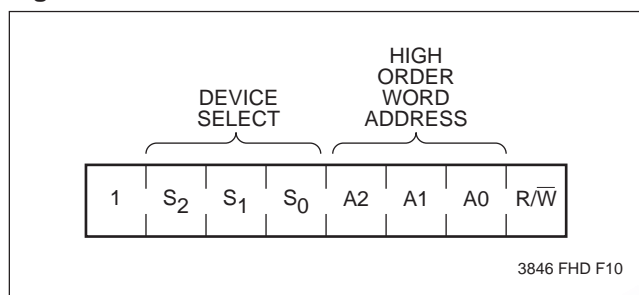 HIGH
ORDER
WORD
ADDRESS
DEVICE
SELECT
1 S2 S1 S0 A2 A1 A0 R/W̅
3846 FHD F10